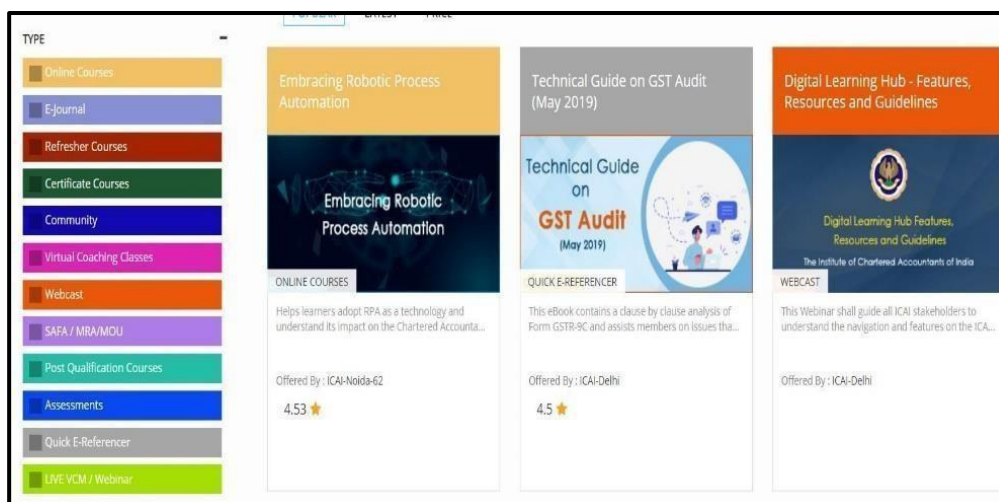 POPULAR LATEST PRICE
TYPE
Online Courses
E-Journal
Refresher Courses
Certificate Courses
Community
Virtual Coaching Classes
Webcast
SAFA / MRA/MOU
Post Qualification Courses
Assessments
Quick E-Referencer
LIVE VCM / Webinar
Embracing Robotic Process
Automation
Embracing Robotic
Process Automation
ONLINE COURSES
Helps learners adopt RPA as a technology and
understand its impact on the Chartered Accounta...
Offered By : ICAI-Noida-62
4.53
Technical Guide on GST Audit
(May 2019)
Technical Guide
on
GST Audit
(May 2019)
QUICK E-REFERENCER
This eBook contains a clause by clause analysis of
Form GSTR-9C and assists members on issues tha...
Offered By : ICAI-Delhi
4.5
Digital Learning Hub - Features,
Resources and Guidelines
Digital Learning Hub Features,
Resources and Guidelines
The Institute of Chartered Accountants of India
WEBCAST
This Webinar shall guide all ICAI stakeholders to
understand the navigation and features on the ICA...
Offered By : ICAI-Delhi